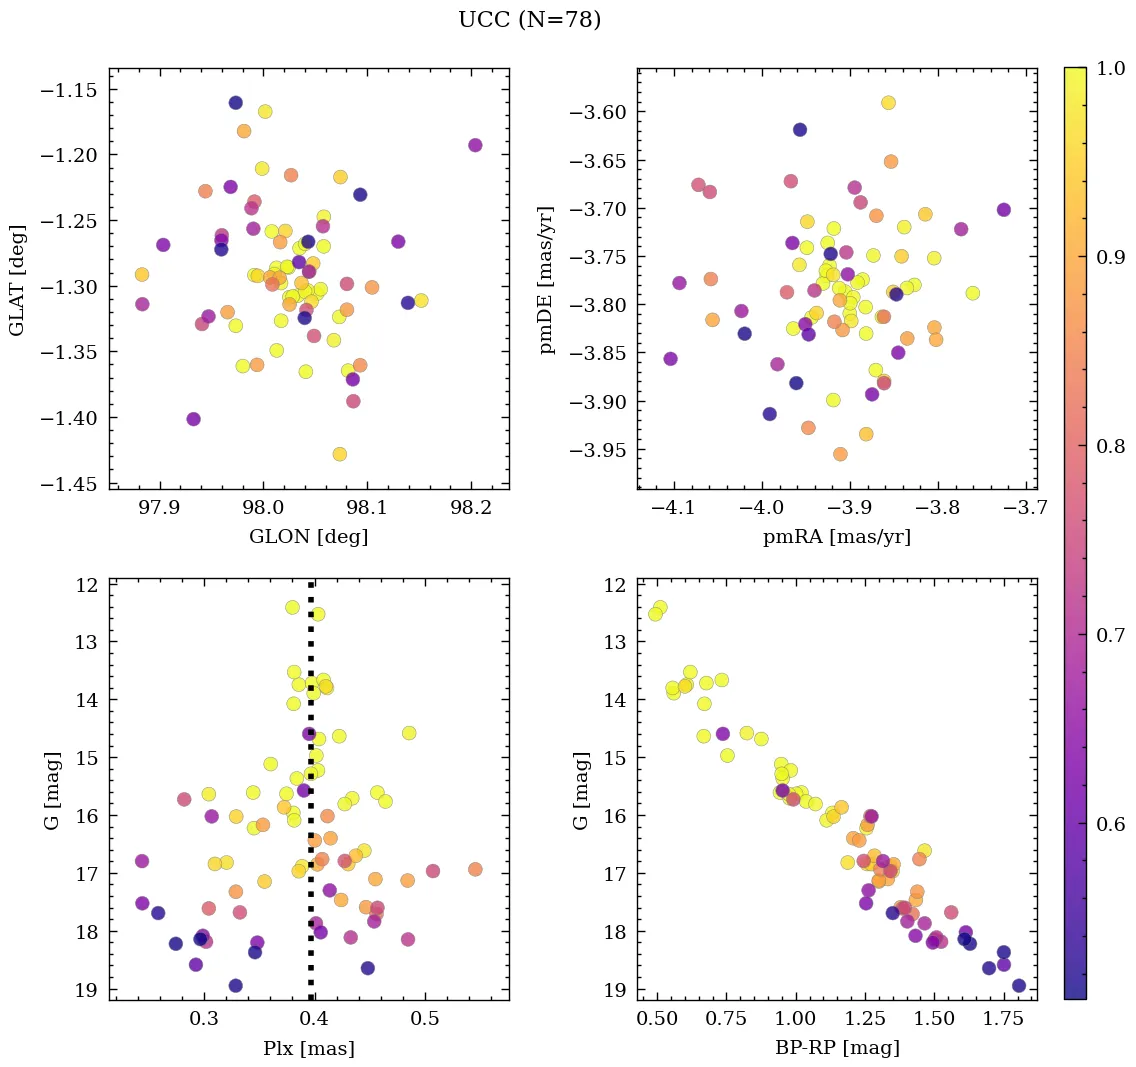 UCC (N=78)
−1.15
−1.20
−1.25
−1.30
−1.35
−1.40
−1.45
GLAT [deg]
97.9 98.0 98.1 98.2
GLON [deg]
−3.60
−3.65
−3.70
−3.75
−3.80
−3.85
−3.90
−3.95
pmDE [mas/yr]
−4.1 −4.0 −3.9 −3.8 −3.7
pmRA [mas/yr]
12
13
14
15
16
17
18
19
G [mag]
0.3 0.4 0.5
Plx [mas]
12
13
14
15
16
17
18
19
G [mag]
0.50 0.75 1.00 1.25 1.50 1.75
BP-RP [mag]
1.0
0.9
0.8
0.7
0.6